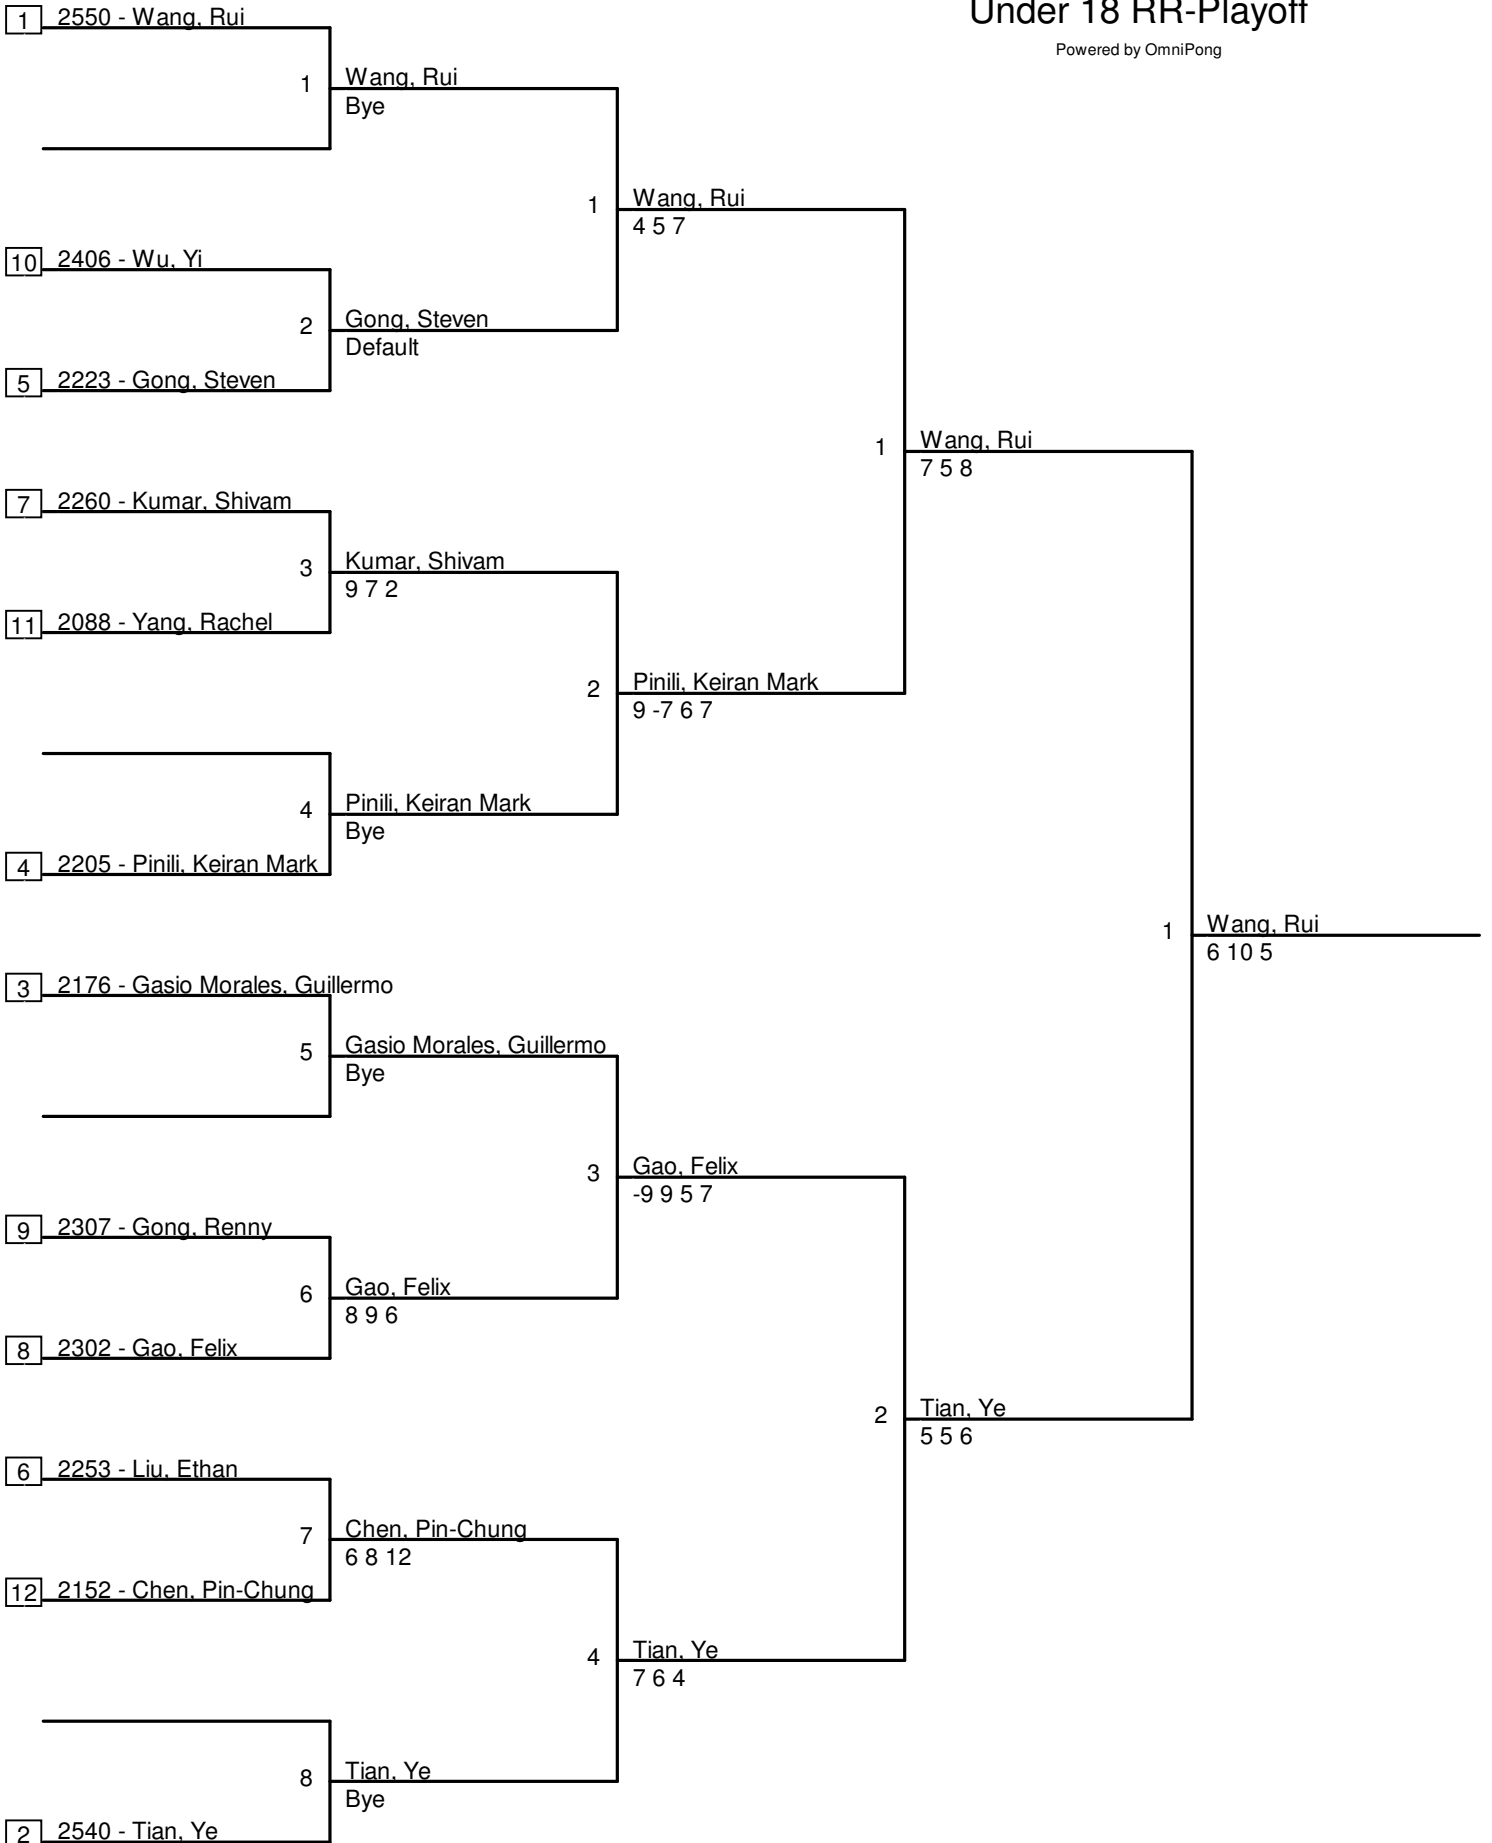 Under 18 RR-Playoff
Powered by OmniPong
1 2550 - Wang, Rui
1 Wang, Rui
Bye
1 Wang, Rui
4 5 7
10 2406 - Wu, Yi
2 Gong, Steven
Default
5 2223 - Gong, Steven
1 Wang, Rui
7 5 8
7 2260 - Kumar, Shivam
3 Kumar, Shivam
9 7 2
11 2088 - Yang, Rachel
2 Pinili, Keiran Mark
9 -7 6 7
4 Pinili, Keiran Mark
Bye
4 2205 - Pinili, Keiran Mark
1 Wang, Rui
6 10 5
3 2176 - Gasio Morales, Guillermo
5 Gasio Morales, Guillermo
Bye
3 Gao, Felix
-9 9 5 7
9 2307 - Gong, Renny
6 Gao, Felix
8 9 6
8 2302 - Gao, Felix
2 Tian, Ye
5 5 6
6 2253 - Liu, Ethan
7 Chen, Pin-Chung
6 8 12
12 2152 - Chen, Pin-Chung
4 Tian, Ye
7 6 4
8 Tian, Ye
Bye
2 2540 - Tian, Ye